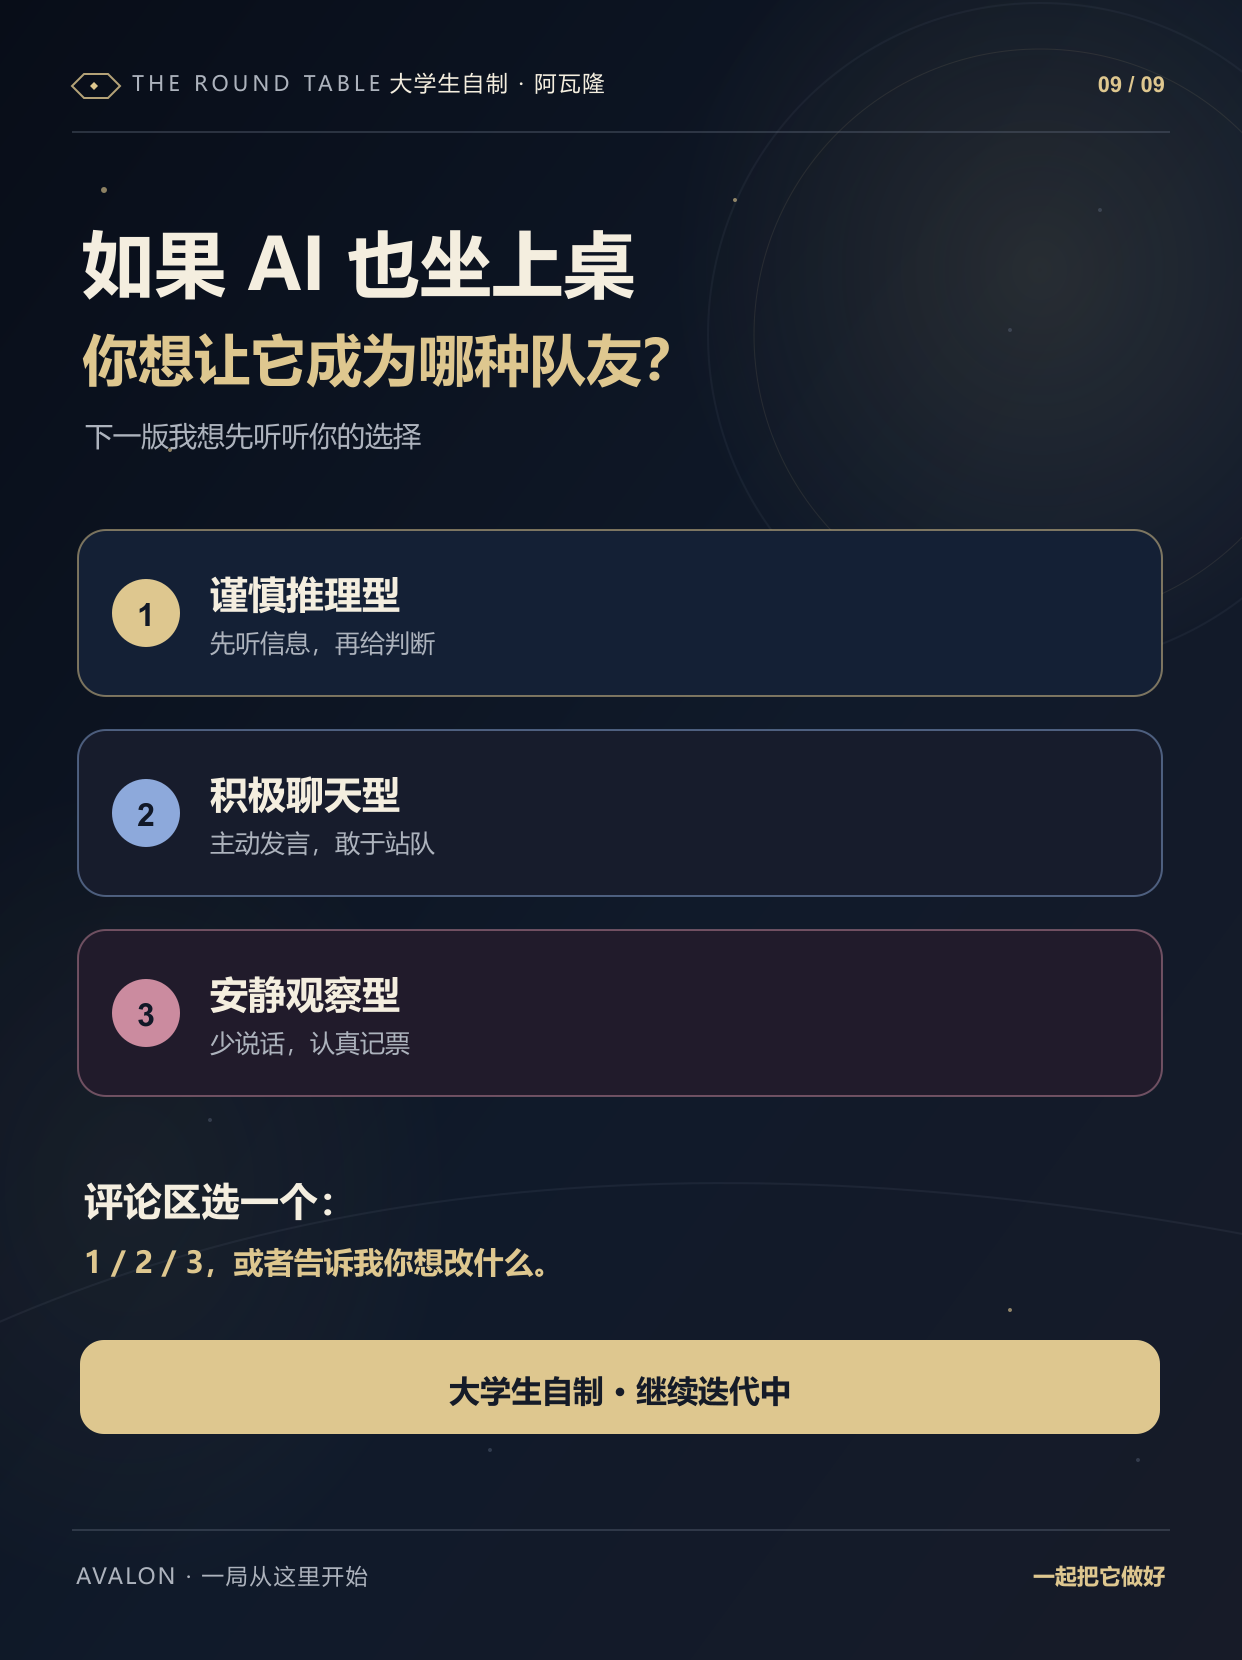 THE ROUND TABLE 大学生自制 · 阿瓦隆
09 / 09
如果 AI 也坐上桌
你想让它成为哪种队友？
下一版我想先听听你的选择
1
谨慎推理型
先听信息，再给判断
2
积极聊天型
主动发言，敢于站队
3
安静观察型
少说话，认真记票
评论区选一个：
1 / 2 / 3，或者告诉我你想改什么。
大学生自制 · 继续迭代中
AVALON · 一局从这里开始
一起把它做好